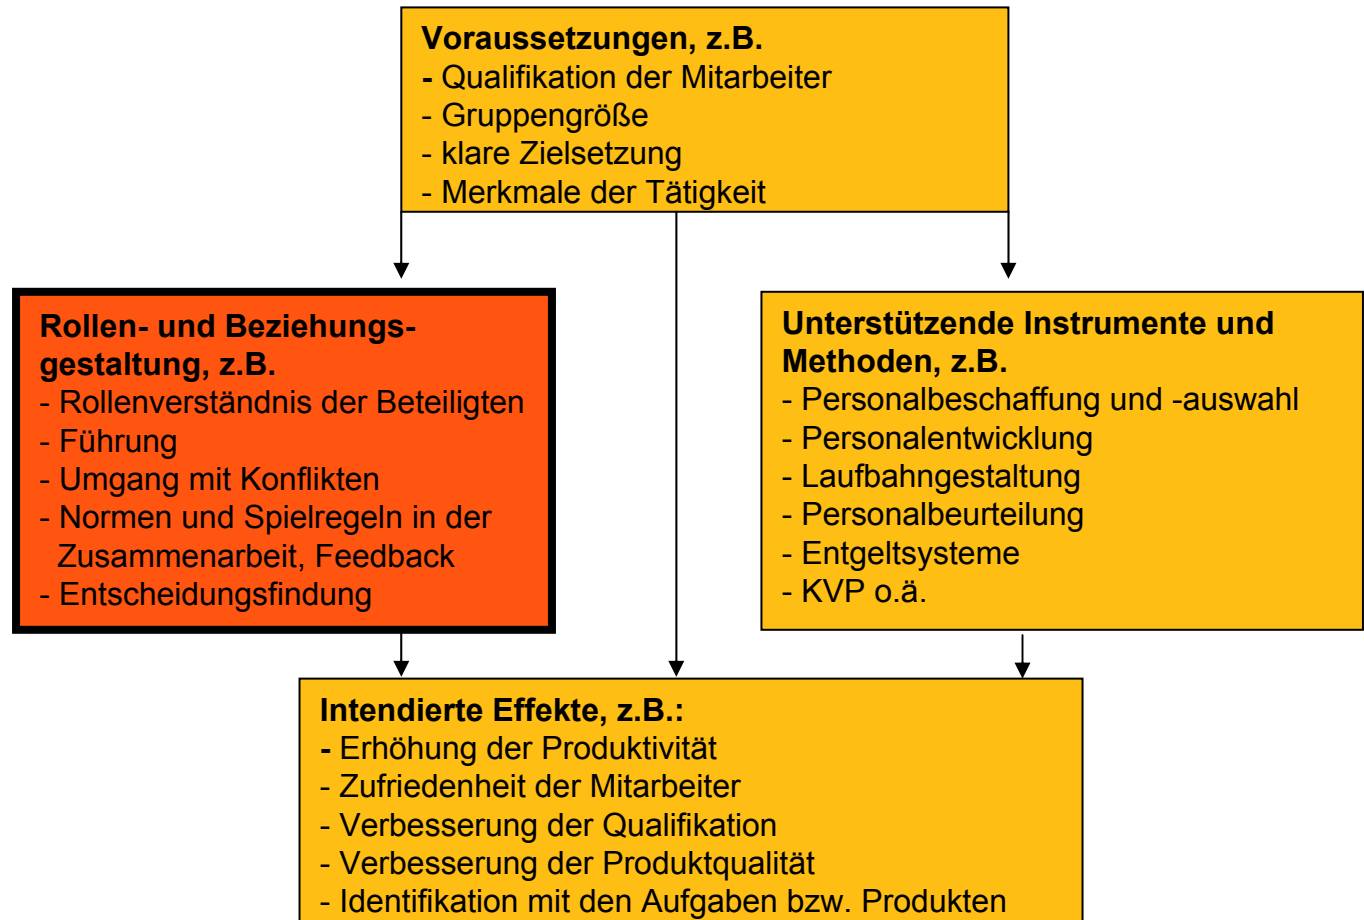 Voraussetzungen, z.B.
- Qualifikation der Mitarbeiter
- Gruppengröße
- klare Zielsetzung
- Merkmale der Tätigkeit
Rollen- und Beziehungs-
gestaltung, z.B.
- Rollenverständnis der Beteiligten
- Führung
- Umgang mit Konflikten
- Normen und Spielregeln in der
Zusammenarbeit, Feedback
- Entscheidungsfindung
Unterstützende Instrumente und
Methoden, z.B.
- Personalbeschaffung und -auswahl
- Personalentwicklung
- Laufbahngestaltung
- Personalbeurteilung
- Entgeltsysteme
- KVP o.ä.
Intendierte Effekte, z.B.:
- Erhöhung der Produktivität
- Zufriedenheit der Mitarbeiter
- Verbesserung der Qualifikation
- Verbesserung der Produktqualität
- Identifikation mit den Aufgaben bzw. Produkten